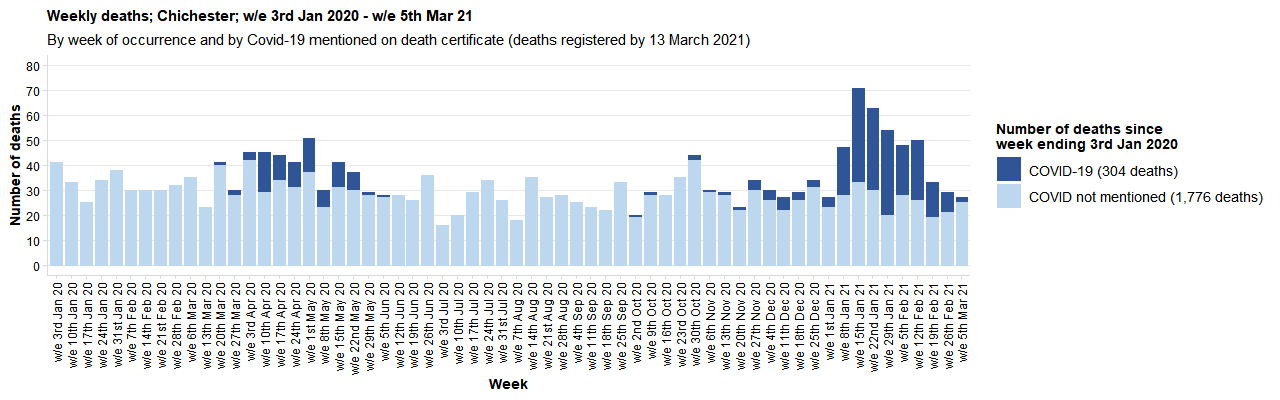 Weekly deaths; Chichester; w/e 3rd Jan 2020 - w/e 5th Mar 21
By week of occurrence and by Covid-19 mentioned on death certificate (deaths registered by 13 March 2021)
Number of deaths
80
70
60
50
40
30
20
10
0
w/e 3rd Jan 20
w/e 10th Jan 20
w/e 17th Jan 20
w/e 24th Jan 20
w/e 31st Jan 20
w/e 7th Feb 20
w/e 14th Feb 20
w/e 21st Feb 20
w/e 28th Feb 20
w/e 6th Mar 20
w/e 13th Mar 20
w/e 20th Mar 20
w/e 27th Mar 20
w/e 3rd Apr 20
w/e 10th Apr 20
w/e 17th Apr 20
w/e 24th Apr 20
w/e 1st May 20
w/e 8th May 20
w/e 15th May 20
w/e 22nd May 20
w/e 29th May 20
w/e 5th Jun 20
w/e 12th Jun 20
w/e 19th Jun 20
w/e 26th Jun 20
w/e 3rd Jul 20
w/e 10th Jul 20
w/e 17th Jul 20
w/e 24th Jul 20
w/e 31st Jul 20
w/e 7th Aug 20
w/e 14th Aug 20
w/e 21st Aug 20
w/e 28th Aug 20
w/e 4th Sep 20
w/e 11th Sep 20
w/e 18th Sep 20
w/e 25th Sep 20
w/e 2nd Oct 20
w/e 9th Oct 20
w/e 16th Oct 20
w/e 23rd Oct 20
w/e 30th Oct 20
w/e 6th Nov 20
w/e 13th Nov 20
w/e 20th Nov 20
w/e 27th Nov 20
w/e 4th Dec 20
w/e 11th Dec 20
w/e 18th Dec 20
w/e 25th Dec 20
w/e 1st Jan 21
w/e 8th Jan 21
w/e 15th Jan 21
w/e 22nd Jan 21
w/e 29th Jan 21
w/e 5th Feb 21
w/e 12th Feb 21
w/e 19th Feb 21
w/e 26th Feb 21
w/e 5th Mar 21
Week
Number of deaths since
week ending 3rd Jan 2020
COVID-19 (304 deaths)
COVID not mentioned (1,776 deaths)